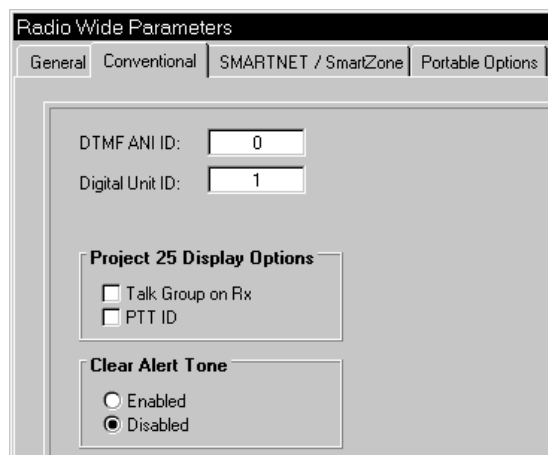 Radio Wide Parameters
General Conventional SMARTNET / SmartZone Portable Options
DTMF ANI ID: 0
Digital Unit ID: 1
Project 25 Display Options
Talk Group on Rx
PTT ID
Clear Alert Tone
Enabled
Disabled